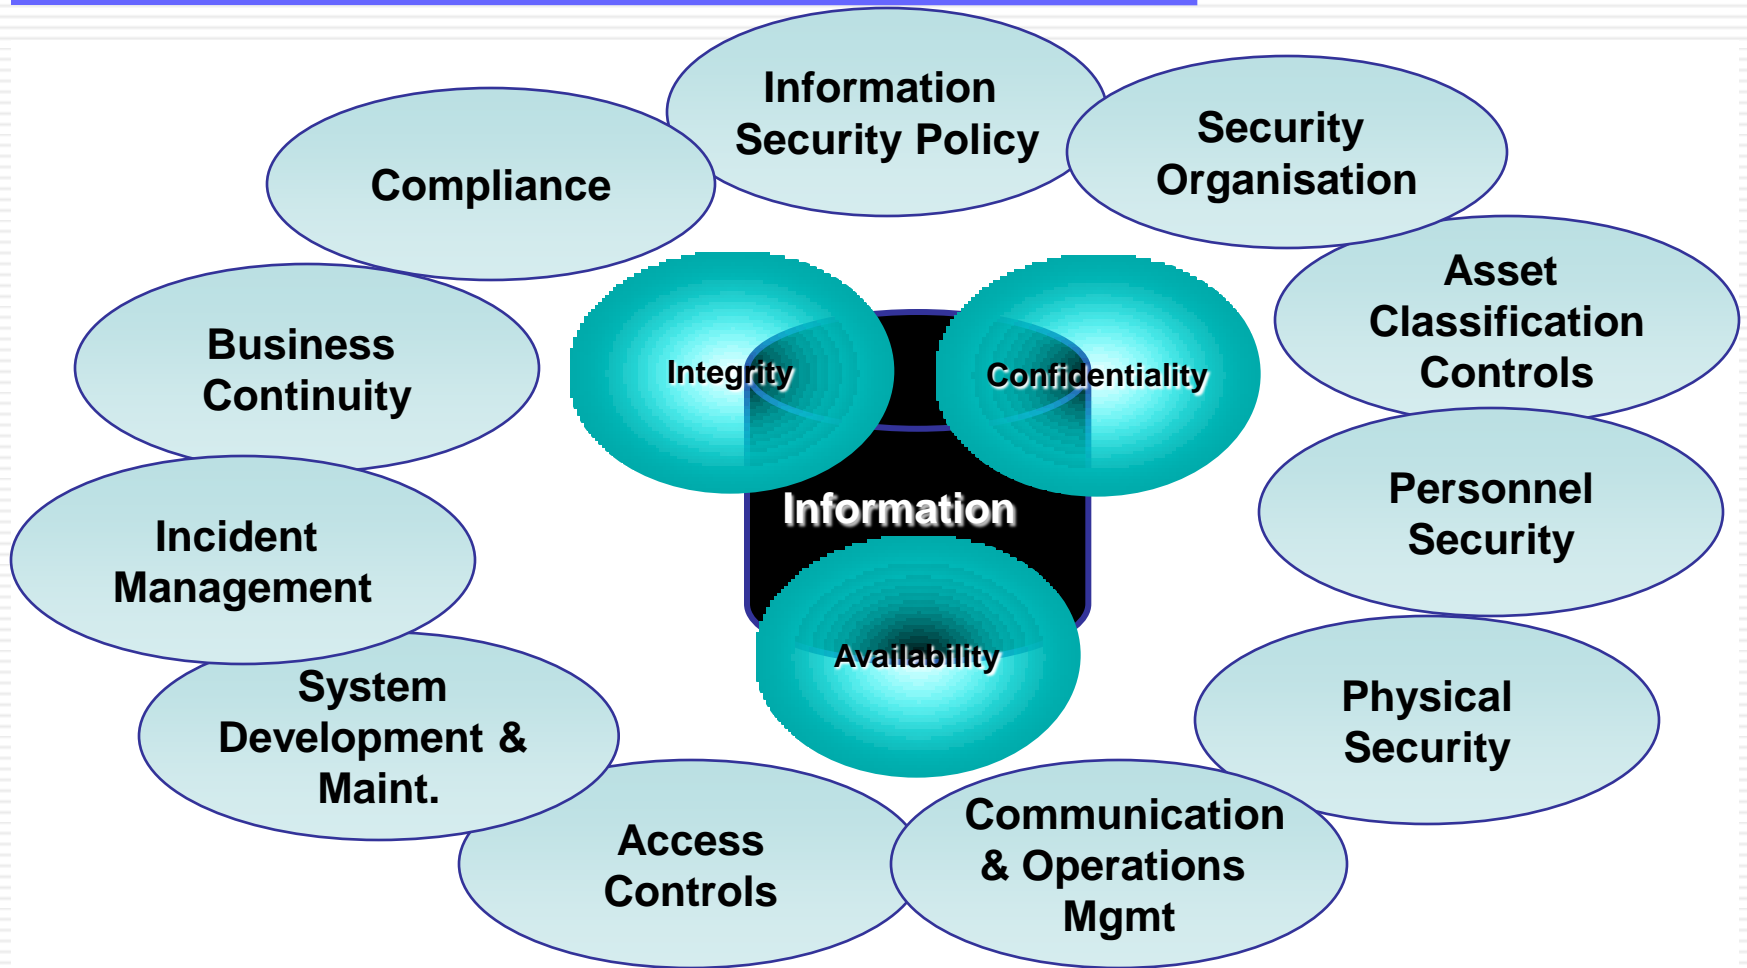 Information
Security Policy
Security
Organisation
Asset
Classification
Controls
Personnel
Security
Physical
Security
Communication
& Operations
Mgmt
Access
Controls
System
Development &
Maint.
Incident
Management
Business
Continuity
Compliance
Integrity
Confidentiality
Information
Availability